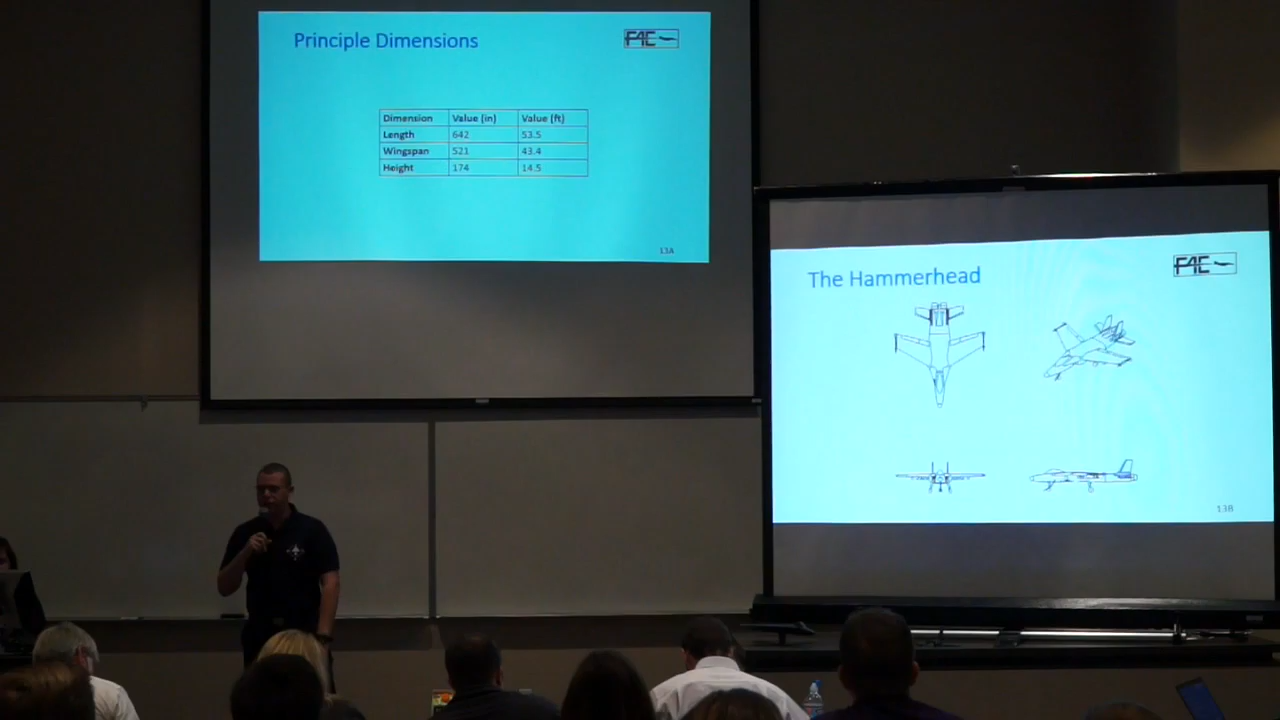 Principle Dimensions
F4E
Dimension Value (in) Value (ft)
Length 642 53.5
Wingspan 521 43.4
Height 174 14.5
13A
The Hammerhead
F4E
13B